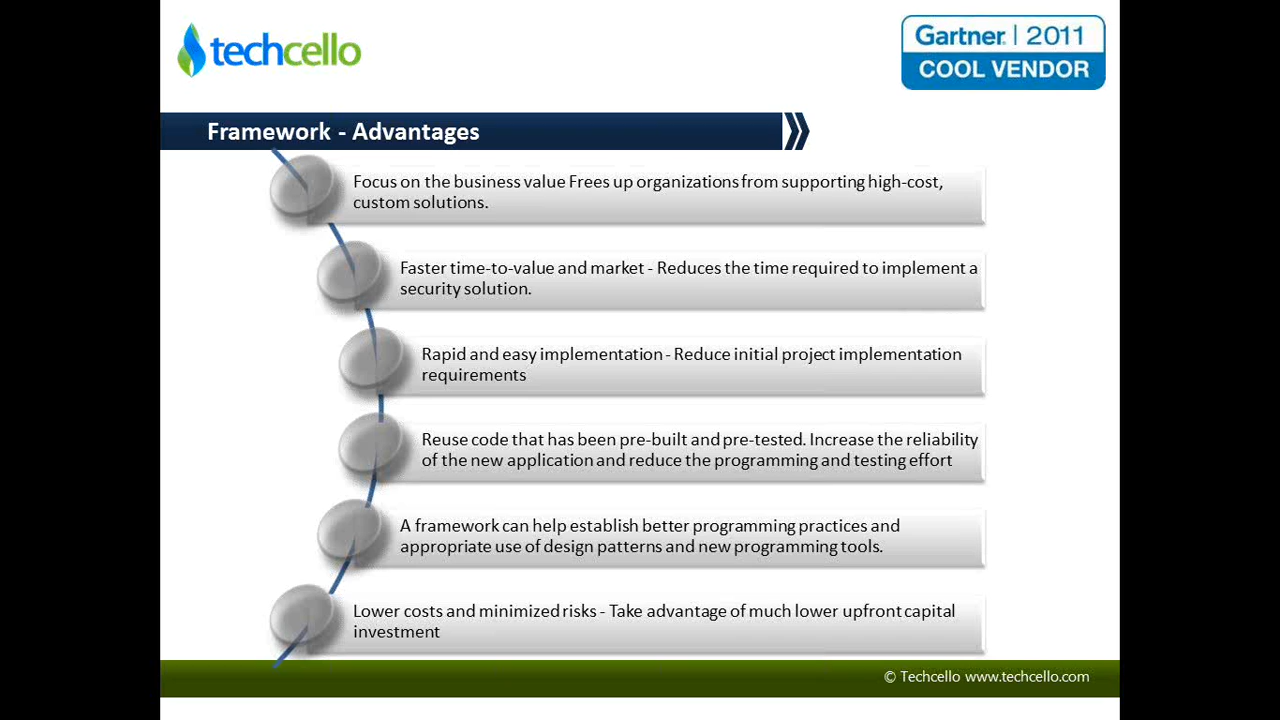 techcello
Gartner. | 2011
COOL VENDOR
Framework - Advantages
Focus on the business value Frees up organizations from supporting high-cost,
custom solutions.
Faster time-to-value and market - Reduces the time required to implement a
security solution.
Rapid and easy implementation - Reduce initial project implementation
requirements
Reuse code that has been pre-built and pre-tested. Increase the reliability
of the new application and reduce the programming and testing effort
A framework can help establish better programming practices and
appropriate use of design patterns and new programming tools.
Lower costs and minimized risks - Take advantage of much lower upfront capital
investment
© Techcello www.techcello.com